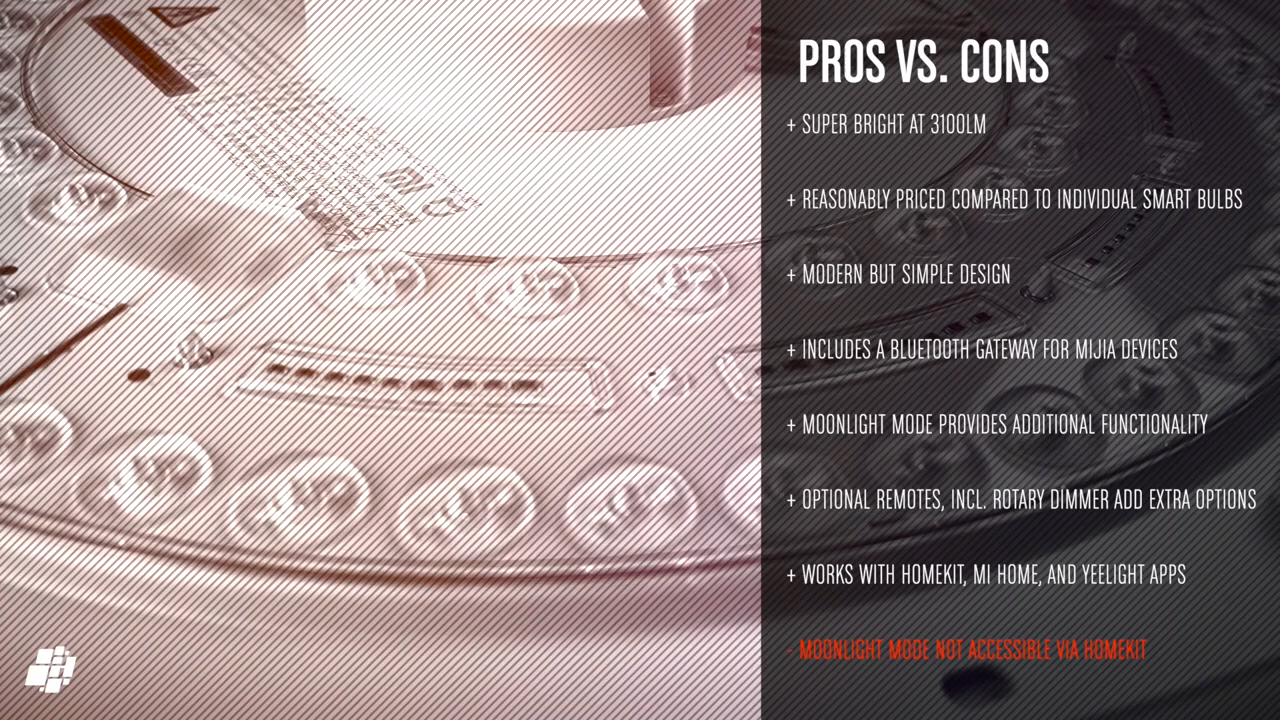 PROS VS. CONS
+ SUPER BRIGHT AT 3100LM
+ REASONABLY PRICED COMPARED TO INDIVIDUAL SMART BULBS
+ MODERN BUT SIMPLE DESIGN
+ INCLUDES A BLUETOOTH GATEWAY FOR MIJIA DEVICES
+ MOONLIGHT MODE PROVIDES ADDITIONAL FUNCTIONALITY
+ OPTIONAL REMOTES, INCL. ROTARY DIMMER ADD EXTRA OPTIONS
+ WORKS WITH HOMEKIT, MI HOME, AND YEELIGHT APPS
- MOONLIGHT MODE NOT ACCESSIBLE VIA HOMEKIT